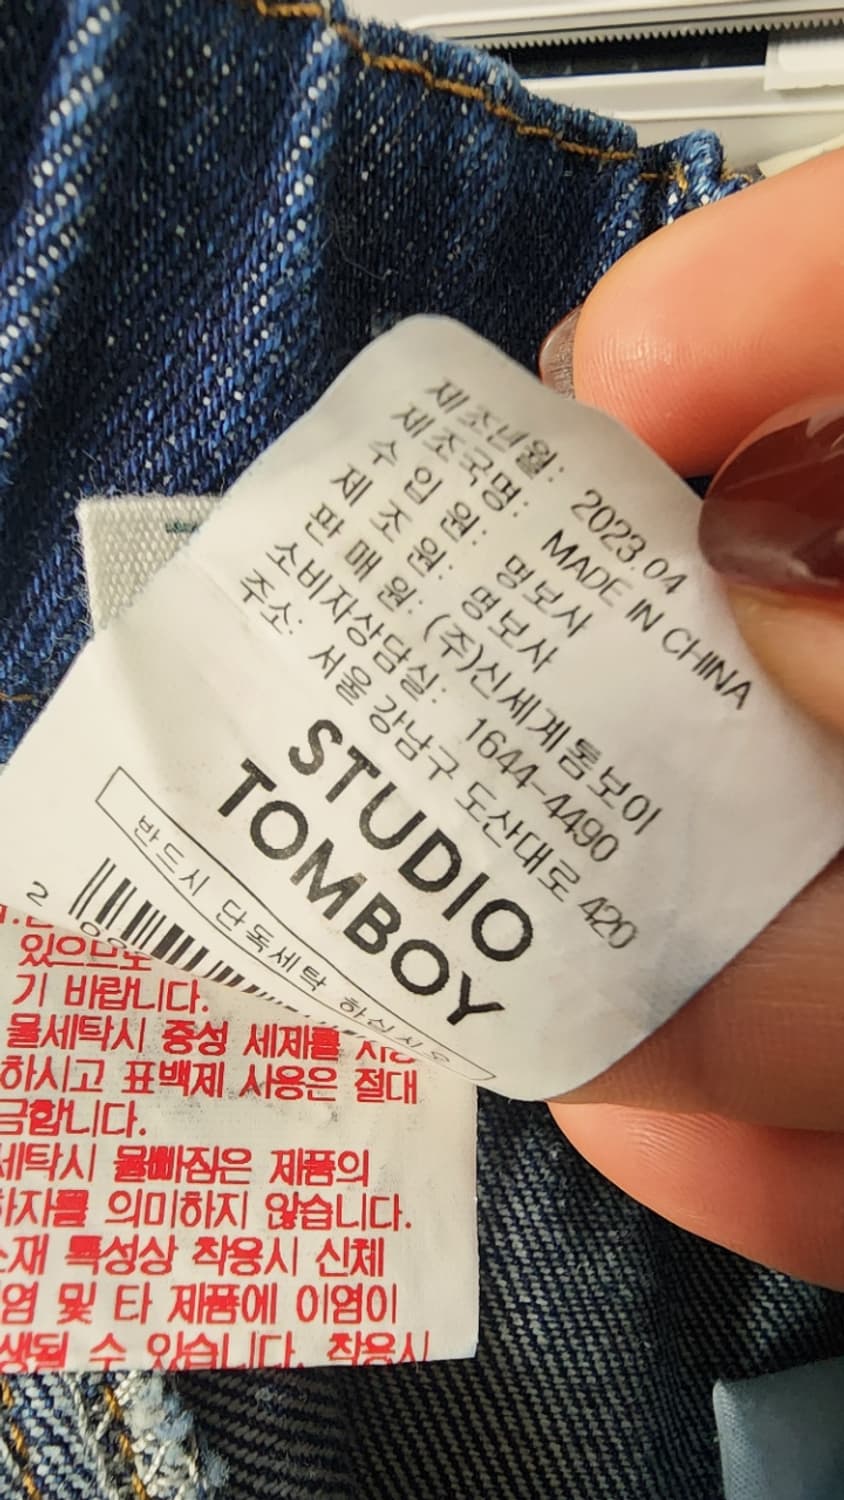 제조년월: 2023.04
제조국명: MADE IN CHINA
수 입 원: 명보사
제 조 원: 명보사
판 매 원: (주)신세계톰보이
소비자상담실: 1644-4490
주소: 서울 강남구 도산대로 420
STUDIO
TOMBOY
반드시 단독세탁 하십시오
2
있으므로
기 바랍니다.
물세탁시 중성 세제를
하시고 표백제 사용은 절대
금합니다.
세탁시 물빠짐은 제품의
하자를 의미하지 않습니다.
소재 특성상 착용시 신체
염 및 타 제품에 이염이
생될 수 있습니다. 착용시